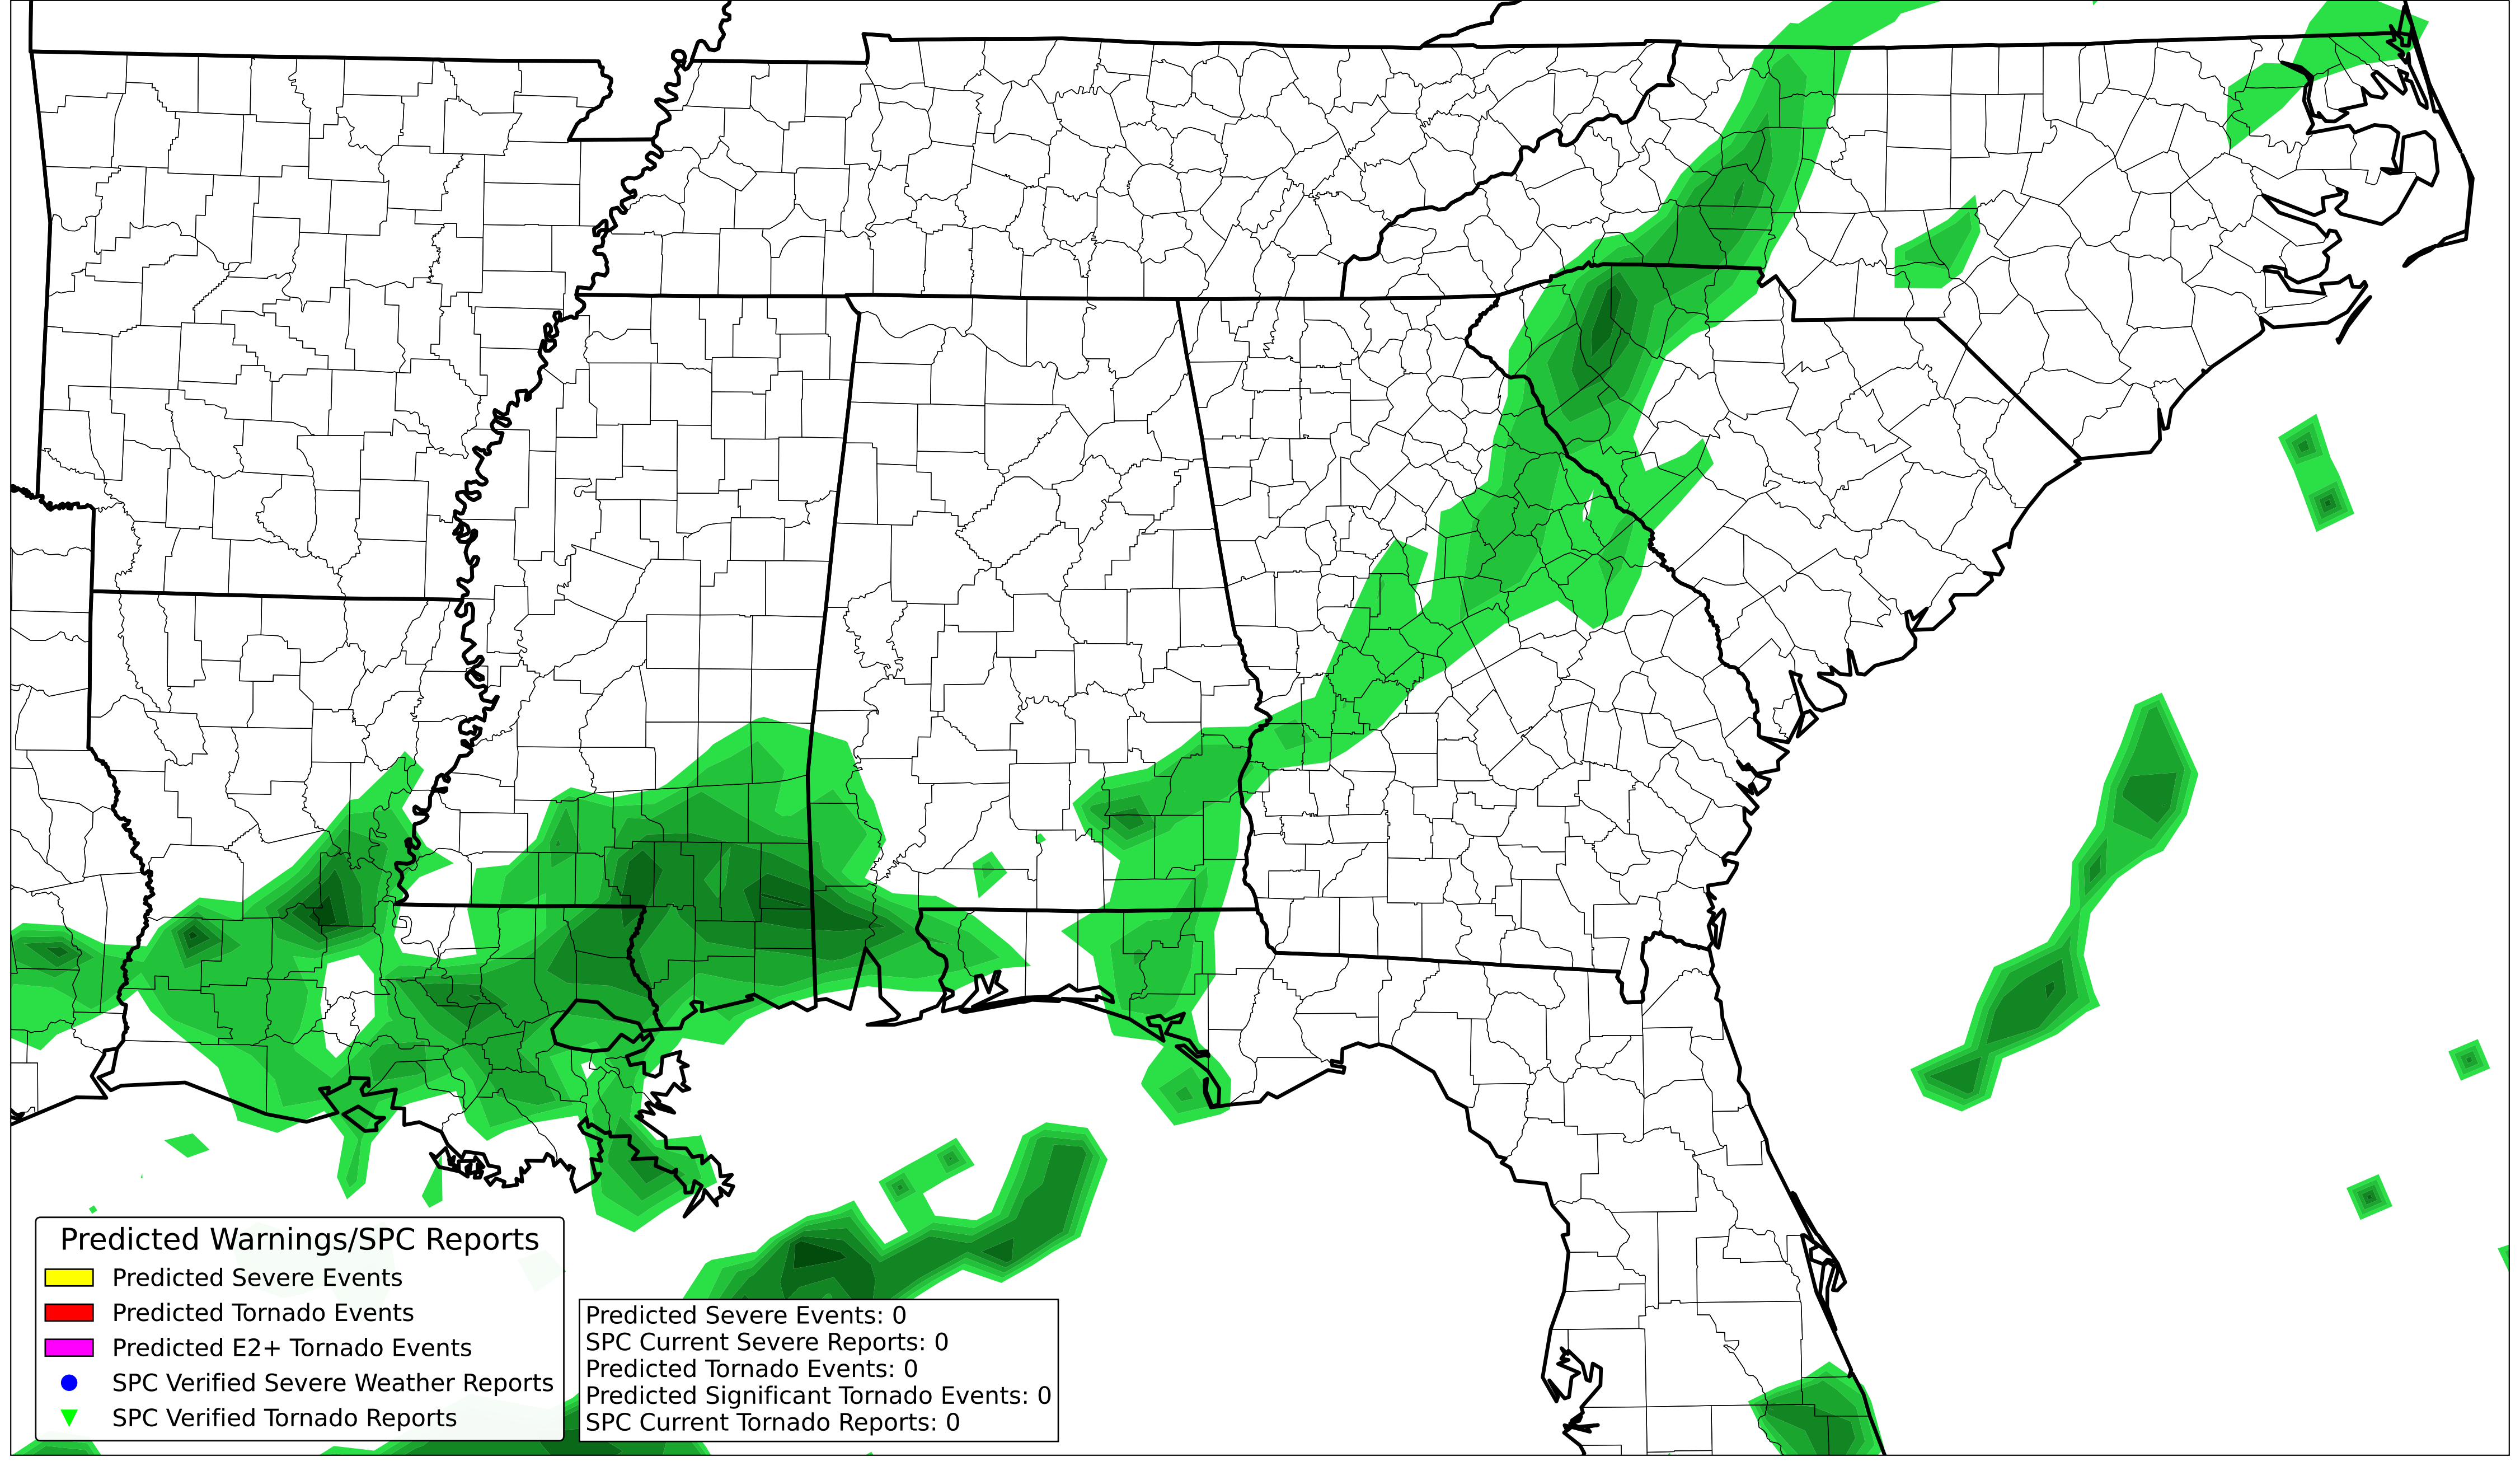 Predicted Warnings/SPC Reports
Predicted Severe Events
Predicted Tornado Events
Predicted E2+ Tornado Events
SPC Verified Severe Weather Reports
SPC Verified Tornado Reports
Predicted Severe Events: 0
SPC Current Severe Reports: 0
Predicted Tornado Events: 0
Predicted Significant Tornado Events: 0
SPC Current Tornado Reports: 0